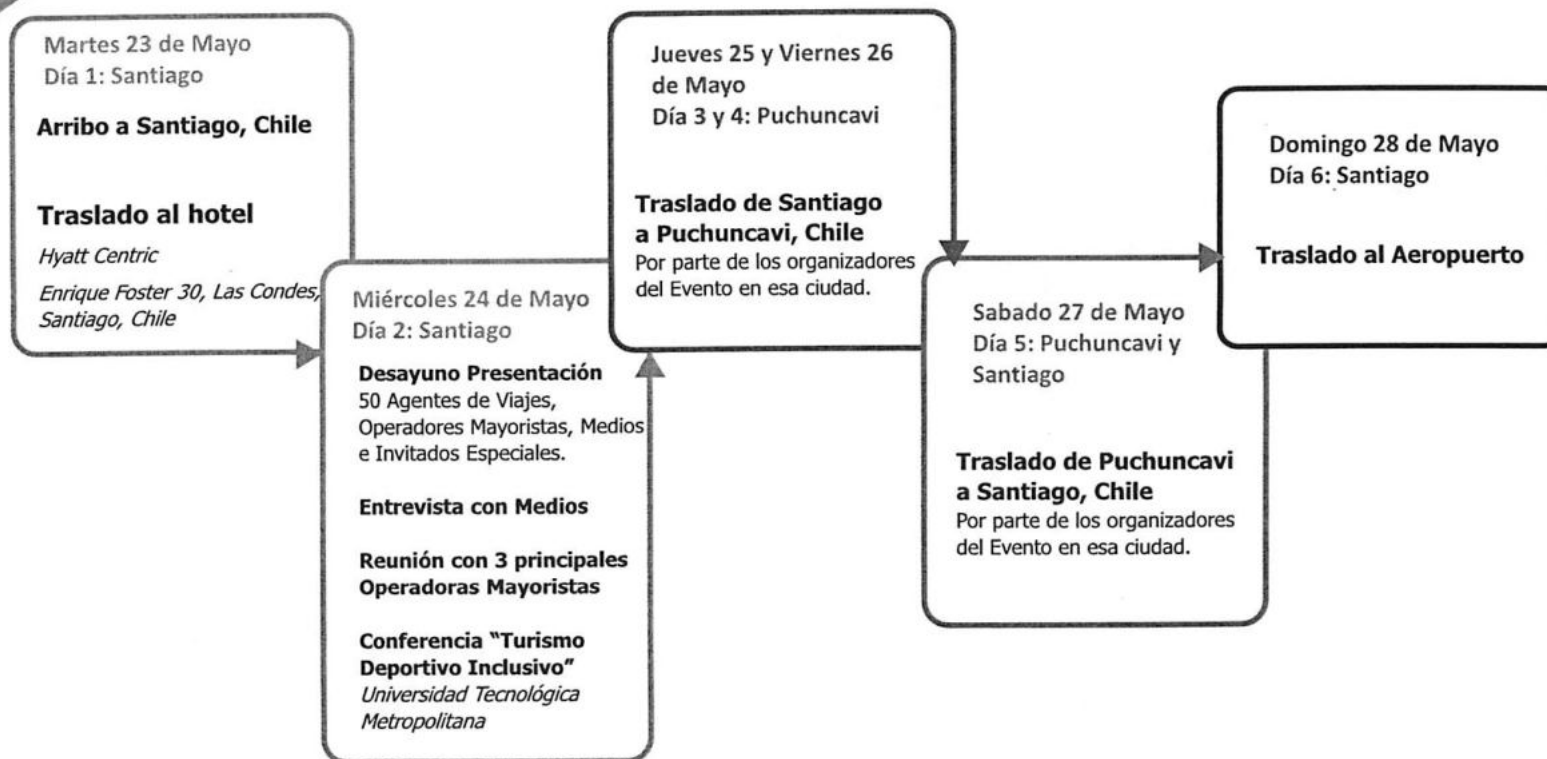 Martes 23 de Mayo
Día 1: Santiago
Arribo a Santiago, Chile
Traslado al hotel
Hyatt Centric
Enrique Foster 30, Las Condes,
Santiago, Chile
Miércoles 24 de Mayo
Día 2: Santiago
Desayuno Presentación
50 Agentes de Viajes,
Operadores Mayoristas, Medios
e Invitados Especiales.
Entrevista con Medios
Reunión con 3 principales
Operadoras Mayoristas
Conferencia “Turismo
Deportivo Inclusivo”
Universidad Tecnológica
Metropolitana
Jueves 25 y Viernes 26
de Mayo
Día 3 y 4: Puchuncavi
Traslado de Santiago
a Puchuncavi, Chile
Por parte de los organizadores
del Evento en esa ciudad.
Sabado 27 de Mayo
Día 5: Puchuncavi y
Santiago
Traslado de Puchuncavi
a Santiago, Chile
Por parte de los organizadores
del Evento en esa ciudad.
Domingo 28 de Mayo
Día 6: Santiago
Traslado al Aeropuerto